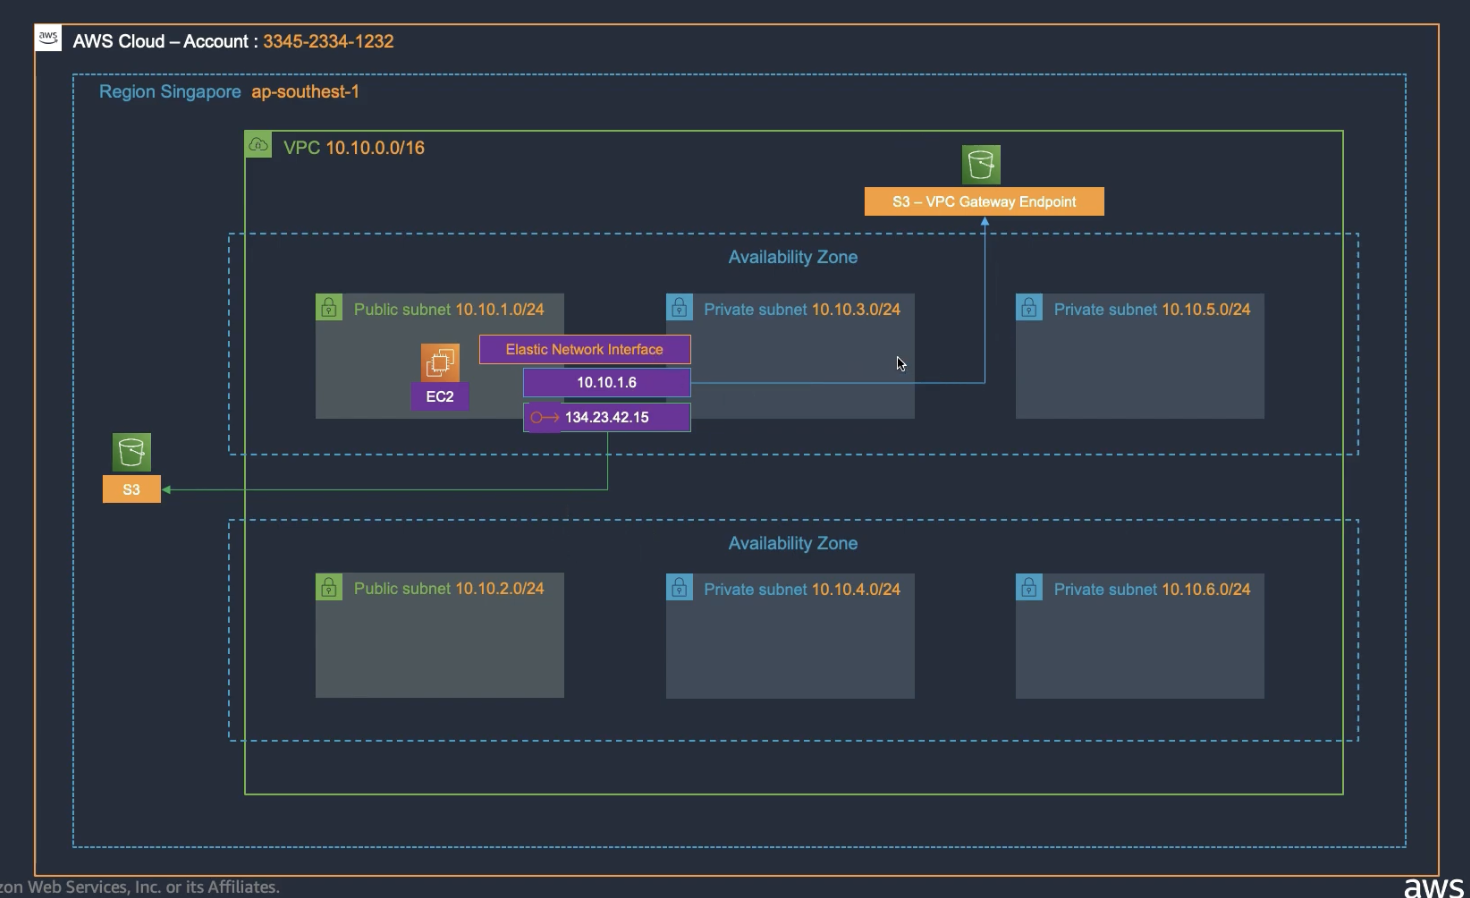 aws
AWS Cloud – Account : 3345-2334-1232
Region Singapore ap-southest-1
VPC 10.10.0.0/16
S3 – VPC Gateway Endpoint
Availability Zone
Public subnet 10.10.1.0/24
Private subnet 10.10.3.0/24
Private subnet 10.10.5.0/24
Elastic Network Interface
10.10.1.6
EC2
134.23.42.15
S3
Availability Zone
Public subnet 10.10.2.0/24
Private subnet 10.10.4.0/24
Private subnet 10.10.6.0/24
zon Web Services, Inc. or its Affiliates.
aws